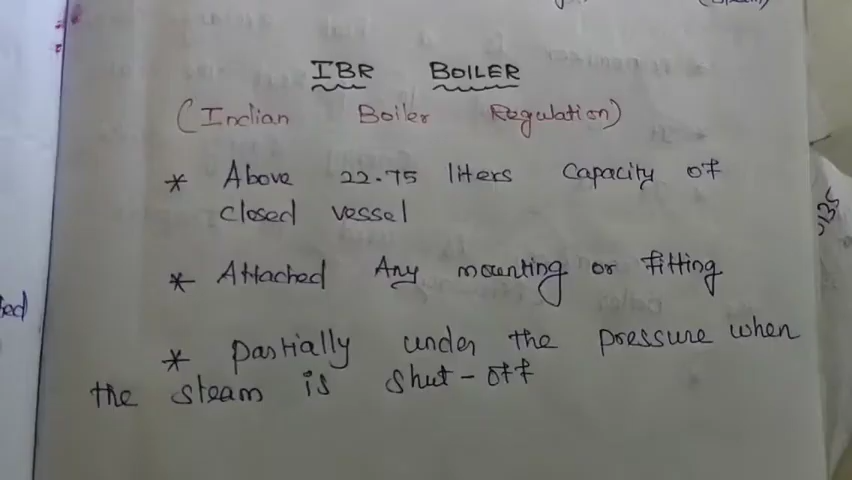 (Steam)
IBR BOILER
(Indian Boiler Regulation)
* Above 22.75 liters capacity of
closed vessel
* Attached Any mounting or fitting
* partially under the pressure when
the steam is shut-off